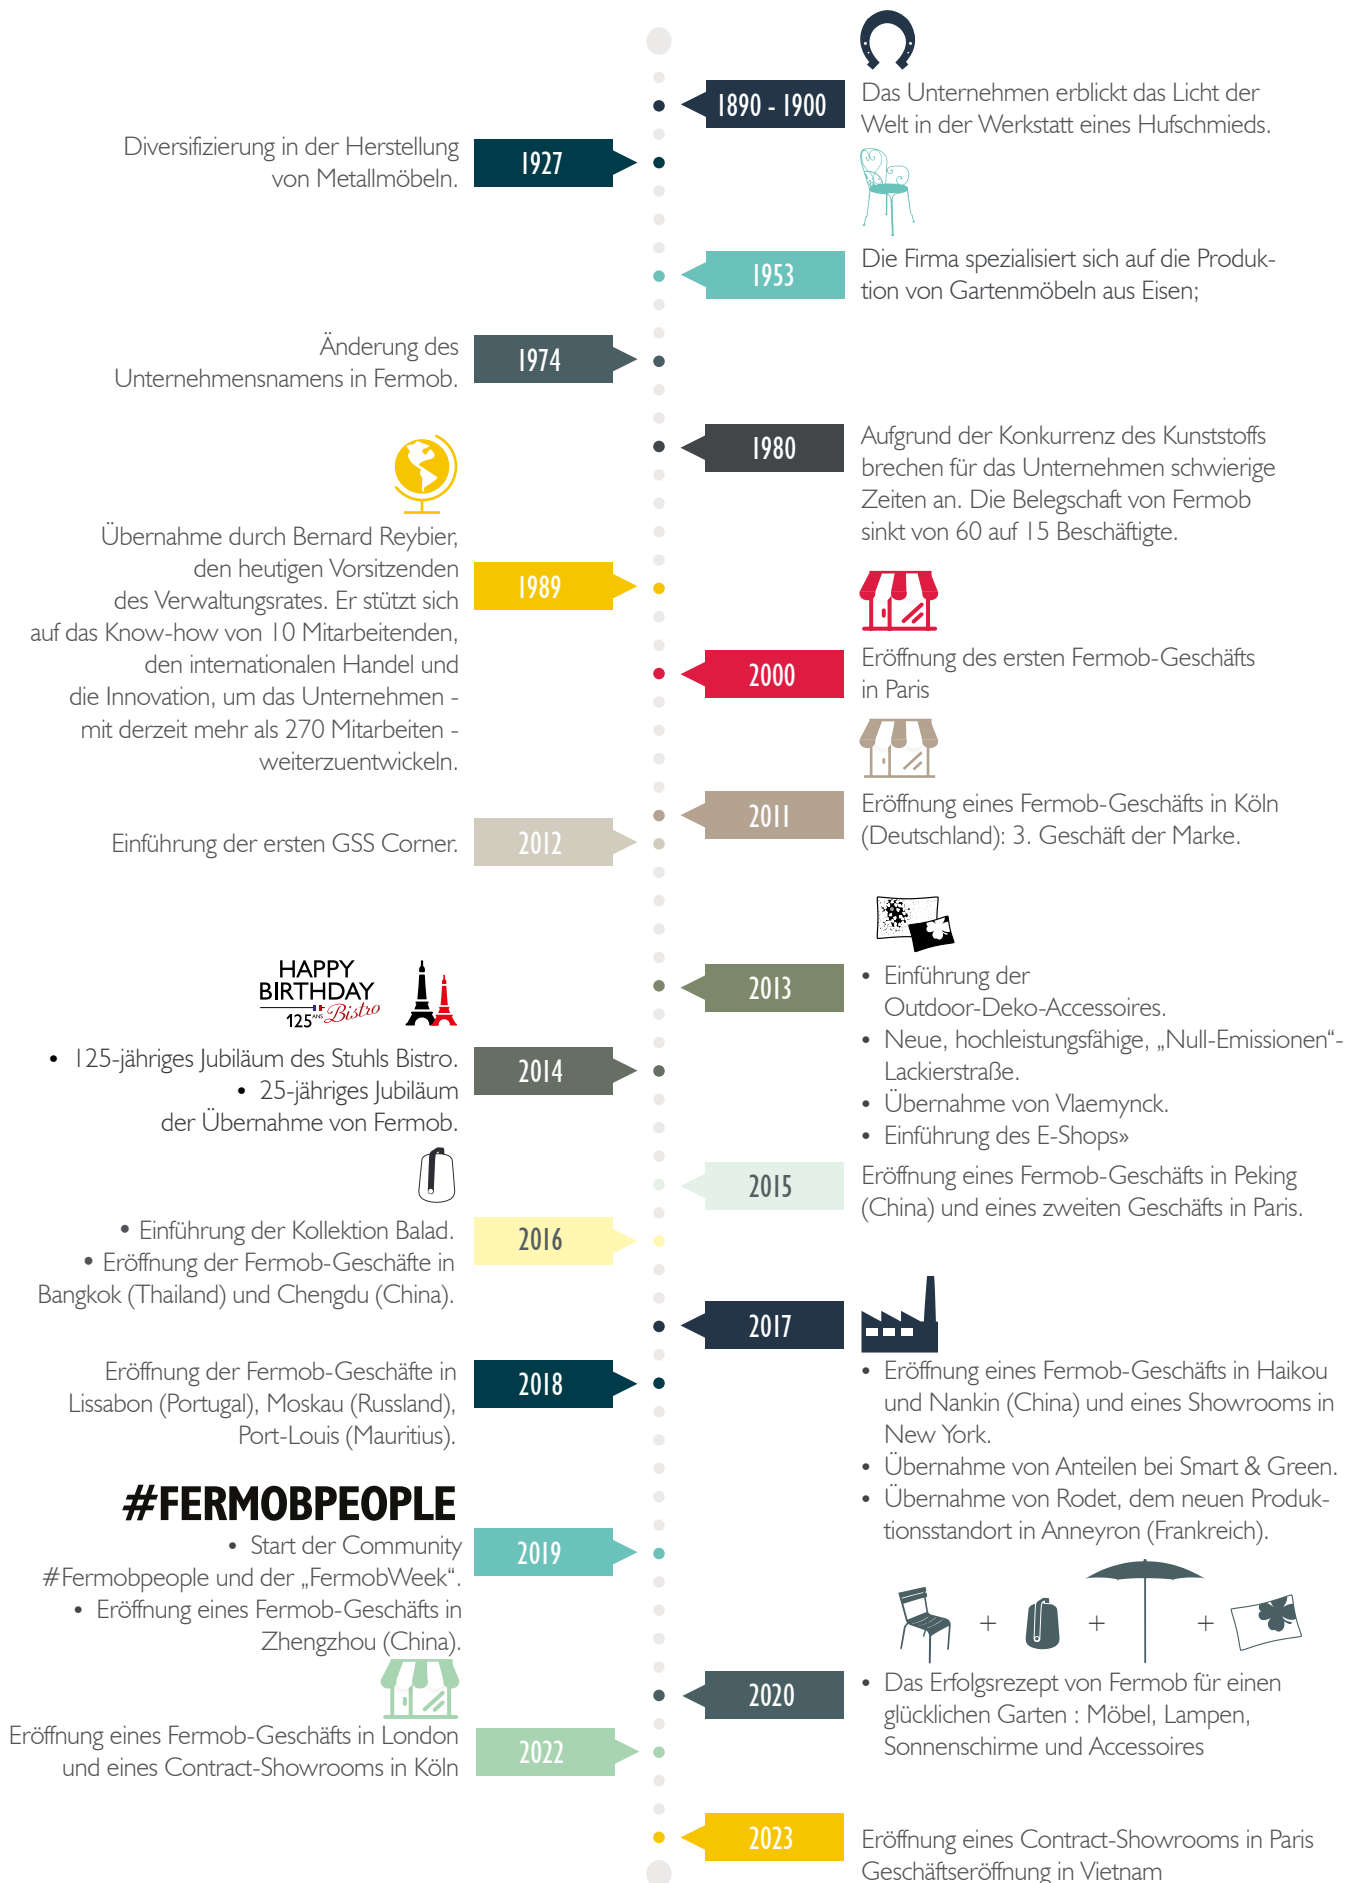 1890 - 1900
Das Unternehmen erblickt das Licht der
Welt in der Werkstatt eines Hufschmieds.
Diversifizierung in der Herstellung
von Metallmöbeln.
1927
1953
Die Firma spezialisiert sich auf die Produk-
tion von Gartenmöbeln aus Eisen;
Änderung des
Unternehmensnamens in Fermob.
1974
1980
Aufgrund der Konkurrenz des Kunststoffs
brechen für das Unternehmen schwierige
Zeiten an. Die Belegschaft von Fermob
sinkt von 60 auf 15 Beschäftigte.
Übernahme durch Bernard Reybier,
den heutigen Vorsitzenden
des Verwaltungsrates. Er stützt sich
auf das Know-how von 10 Mitarbeitenden,
den internationalen Handel und
die Innovation, um das Unternehmen -
mit derzeit mehr als 270 Mitarbeiten -
weiterzuentwickeln.
1989
2000
Eröffnung des ersten Fermob-Geschäfts
in Paris
2011
Eröffnung eines Fermob-Geschäfts in Köln
(Deutschland): 3. Geschäft der Marke.
Einführung der ersten GSS Corner.
2012
2013
• Einführung der
Outdoor-Deko-Accessoires.
• Neue, hochleistungsfähige, „Null-Emissionen“-
Lackierstraße.
• Übernahme von Vlaemynck.
• Einführung des E-Shops»
HAPPY
BIRTHDAY
125 ANS Bistro
• 125-jähriges Jubiläum des Stuhls Bistro.
• 25-jähriges Jubiläum
der Übernahme von Fermob.
2014
2015
Eröffnung eines Fermob-Geschäfts in Peking
(China) und eines zweiten Geschäfts in Paris.
• Einführung der Kollektion Balad.
• Eröffnung der Fermob-Geschäfte in
Bangkok (Thailand) und Chengdu (China).
2016
2017
• Eröffnung eines Fermob-Geschäfts in Haikou
und Nankin (China) und eines Showrooms in
New York.
• Übernahme von Anteilen bei Smart & Green.
• Übernahme von Rodet, dem neuen Produk-
tionsstandort in Anneyron (Frankreich).
Eröffnung der Fermob-Geschäfte in
Lissabon (Portugal), Moskau (Russland),
Port-Louis (Mauritius).
2018
#FERMOBPEOPLE
• Start der Community
#Fermobpeople und der „FermobWeek“.
• Eröffnung eines Fermob-Geschäfts in
Zhengzhou (China).
2019
+ + +
2020
• Das Erfolgsrezept von Fermob für einen
glücklichen Garten : Möbel, Lampen,
Sonnenschirme und Accessoires
Eröffnung eines Fermob-Geschäfts in London
und eines Contract-Showrooms in Köln
2022
2023
Eröffnung eines Contract-Showrooms in Paris
Geschäftseröffnung in Vietnam